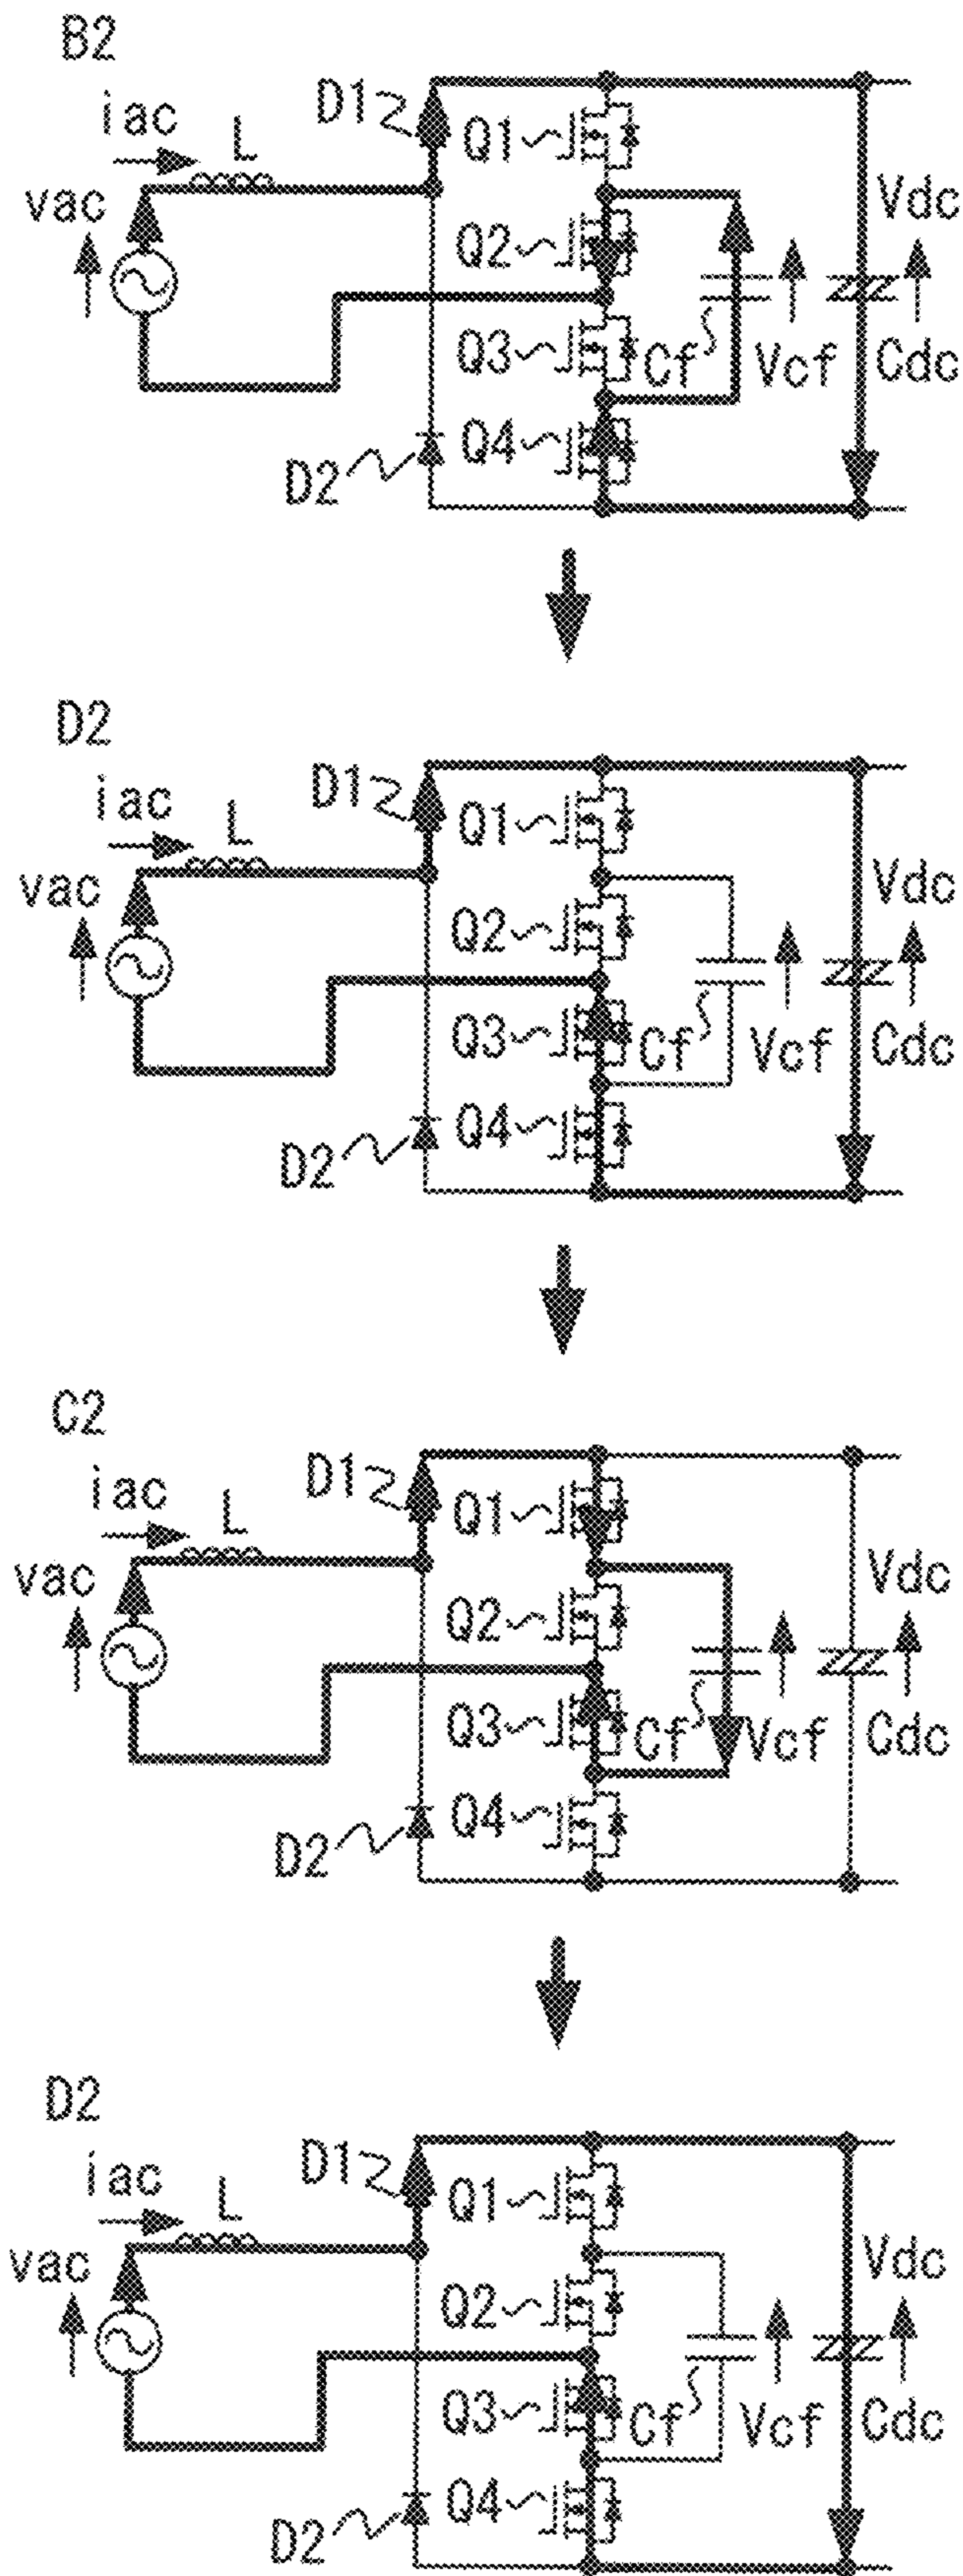 B2
D1
iac
L
Q1
vac
Vdc
Q2
Q3
Cf
Vcf
Cdc
Q4
D2
D2
D1
iac
L
Q1
vac
Vdc
Q2
Q3
Cf
Vcf
Cdc
Q4
D2
C2
D1
iac
L
Q1
vac
Vdc
Q2
Q3
Cf
Vcf
Cdc
Q4
D2
D2
D1
iac
L
Q1
vac
Vdc
Q2
Q3
Cf
Vcf
Cdc
Q4
D2